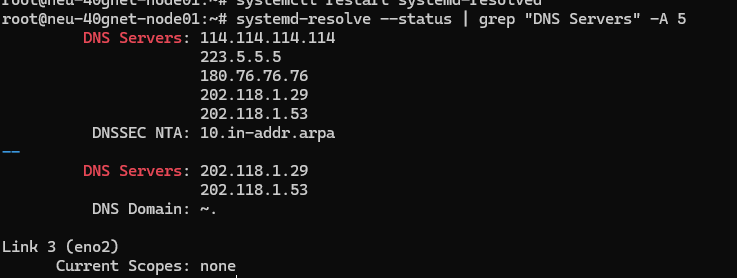 root@neu-40gnet-node01:~# systemctl restart systemd-resolved
root@neu-40gnet-node01:~# systemd-resolve --status | grep "DNS Servers" -A 5
DNS Servers: 114.114.114.114
223.5.5.5
180.76.76.76
202.118.1.29
202.118.1.53
DNSSEC NTA: 10.in-addr.arpa
--
DNS Servers: 202.118.1.29
202.118.1.53
DNS Domain: ~.
Link 3 (eno2)
Current Scopes: none